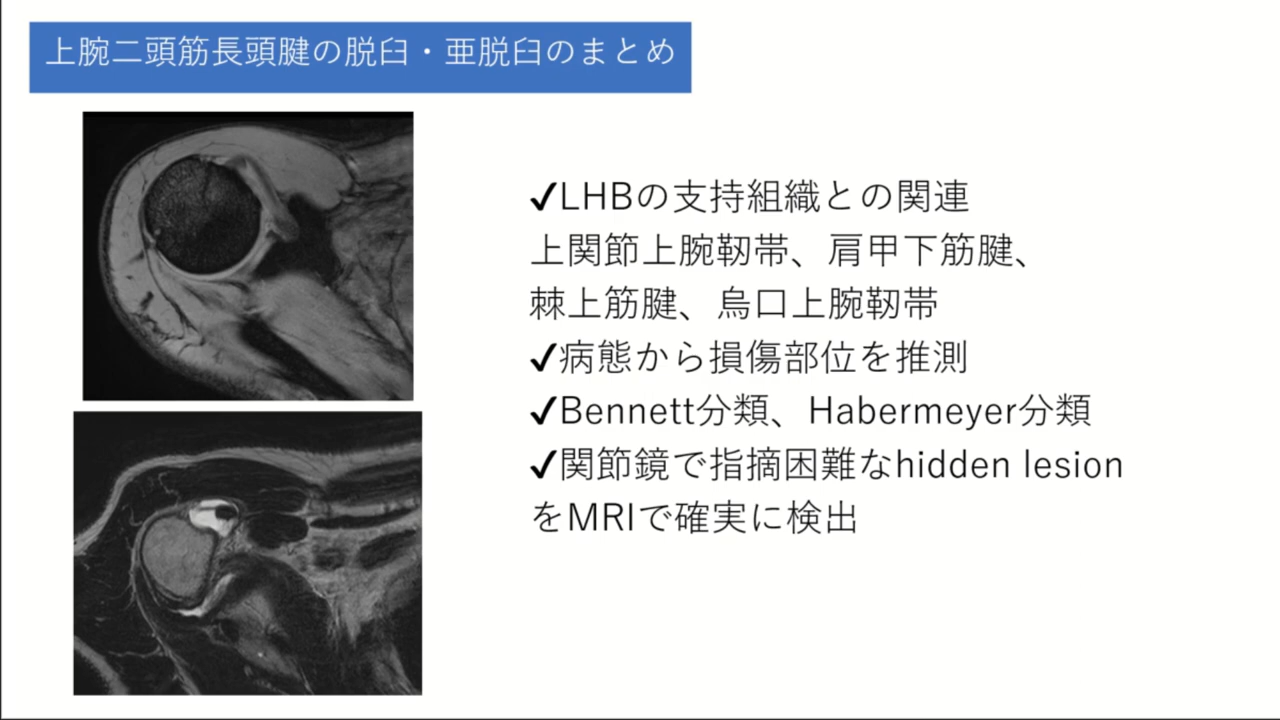 上腕二頭筋長頭腱の脱臼・亜脱臼のまとめ
✓LHBの支持組織との関連
上関節上腕靭帯、肩甲下筋腱、
棘上筋腱、烏口上腕靭帯
✓病態から損傷部位を推測
✓Bennett分類、Habermeyer分類
✓関節鏡で指摘困難なhidden lesion
をMRIで確実に検出